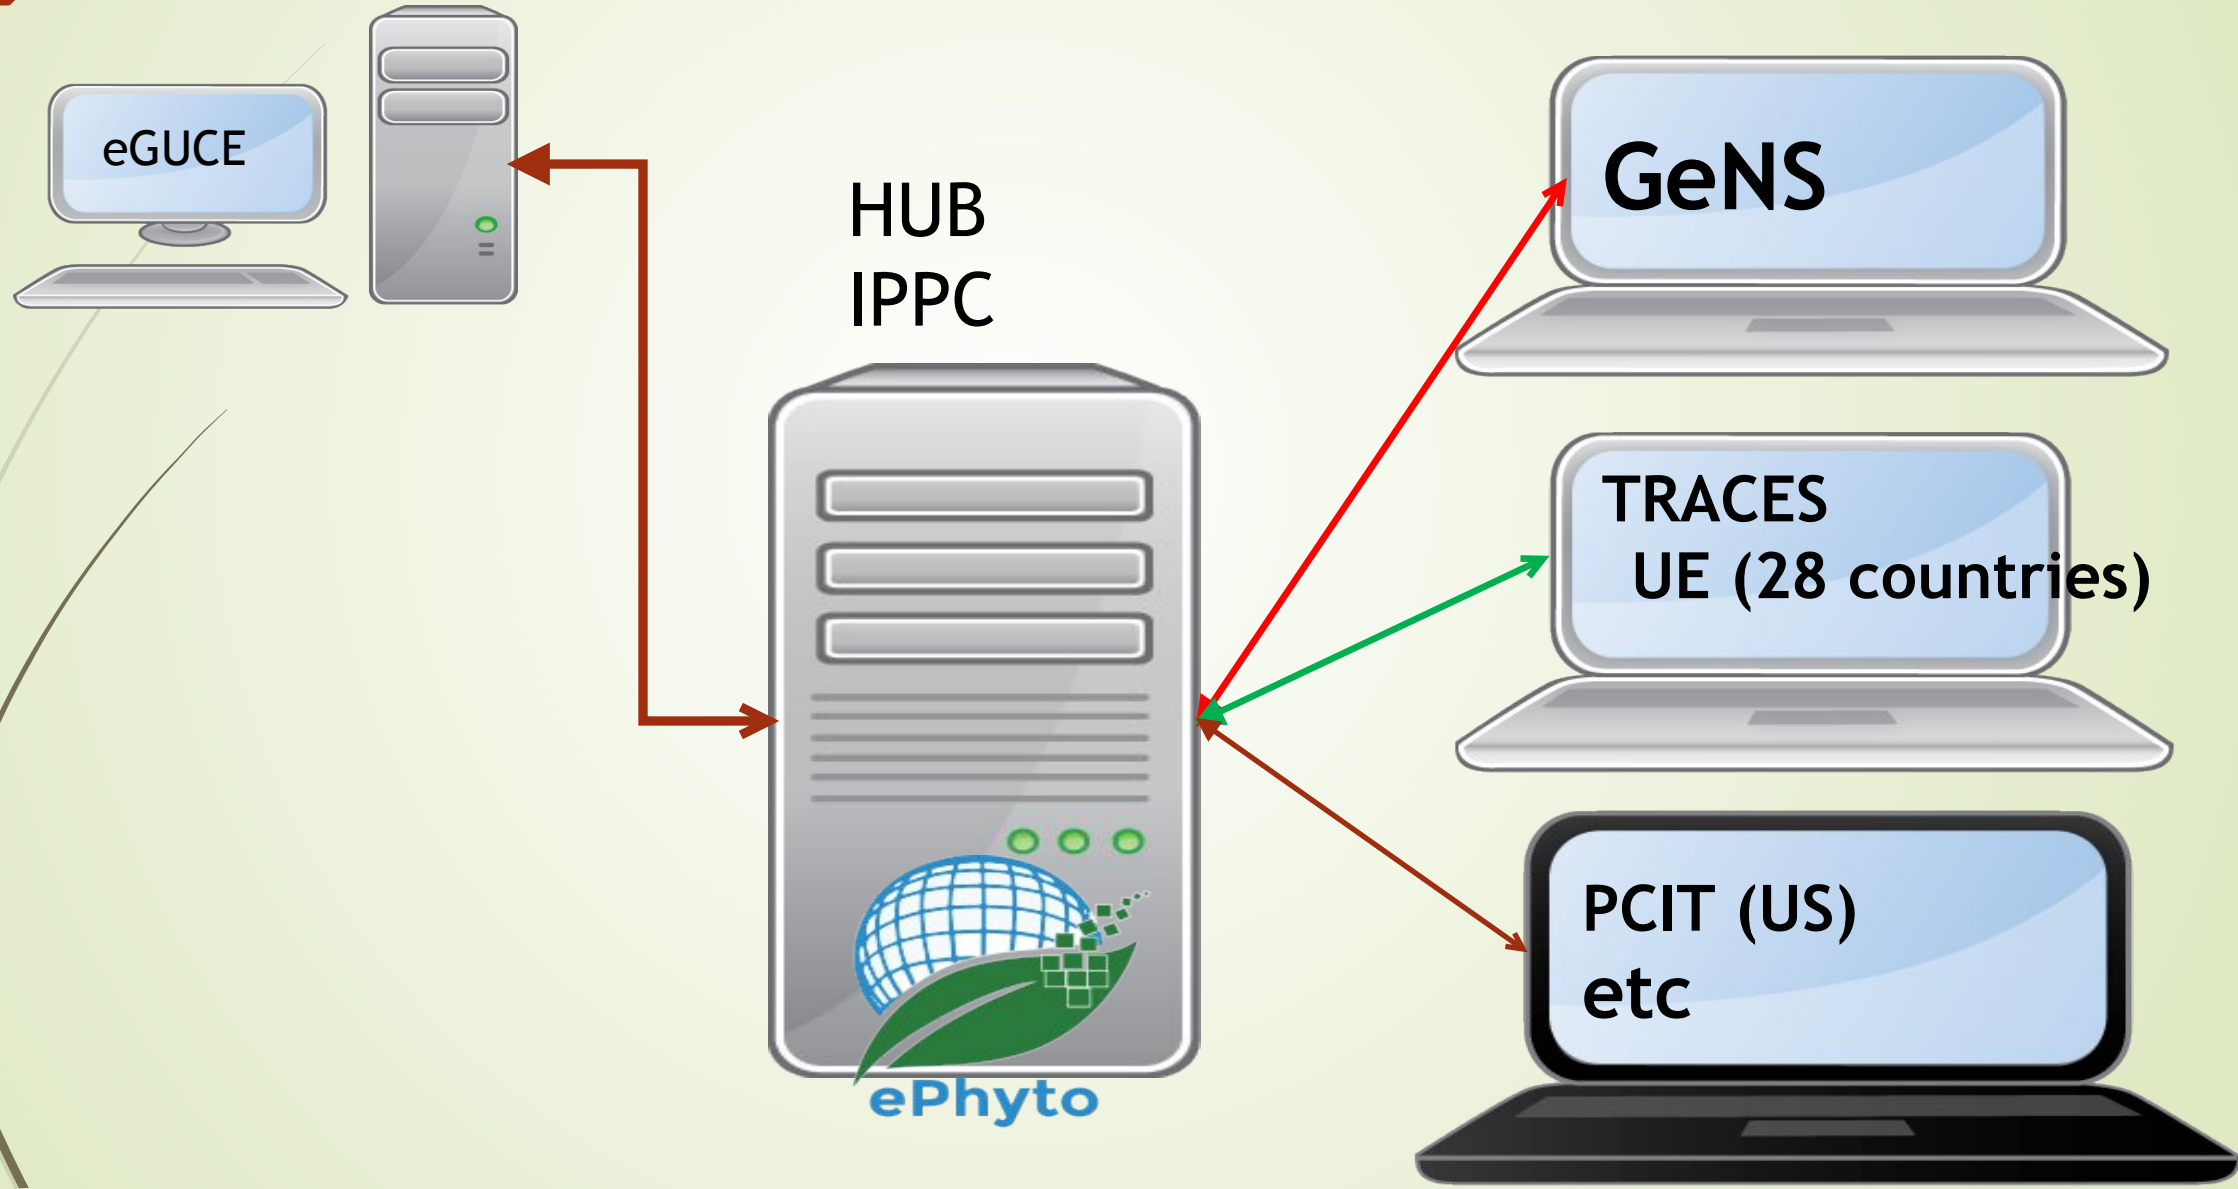 eGUCE
HUB
IPPC
GeNS
TRACES
UE (28 countries)
PCIT (US)
etc
ePhyto